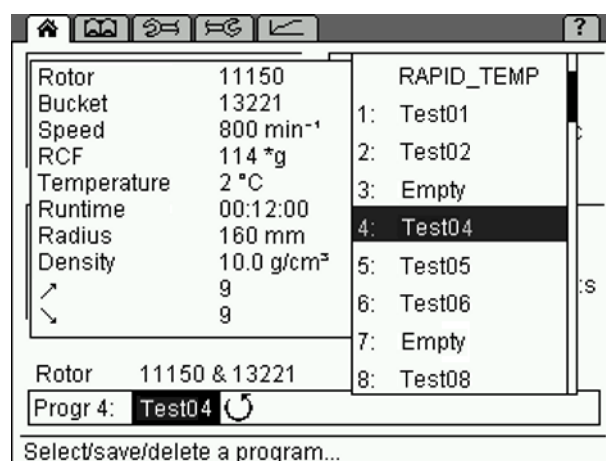 ?
Rotor 11150
Bucket 13221
Speed 800 min⁻¹
RCF 114 *g
Temperature 2 °C
Runtime 00:12:00
Radius 160 mm
Density 10.0 g/cm³
↗ 9
↘ 9
RAPID_TEMP
1: Test01
2: Test02
3: Empty
4: Test04
5: Test05
6: Test06
7: Empty
8: Test08
Rotor 11150 & 13221
Progr 4: Test04
Select/save/delete a program...